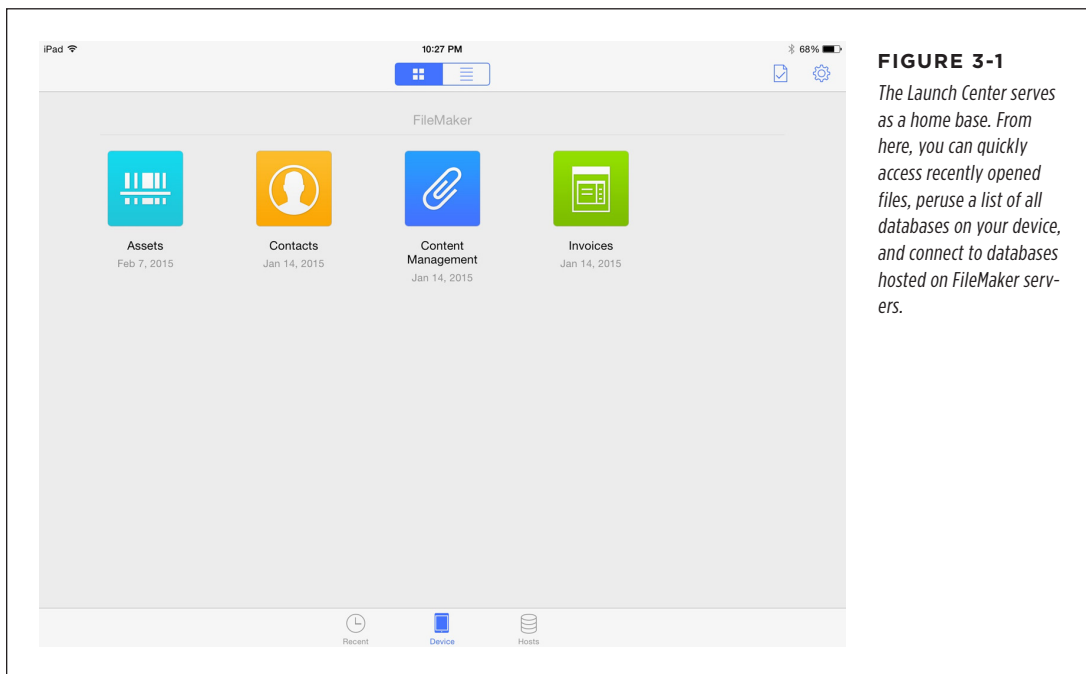 iPad 10:27 PM 68%
FIGURE 3-1
The Launch Center serves
as a home base. From
here, you can quickly
access recently opened
files, peruse a list of all
databases on your device,
and connect to databases
hosted on FileMaker serv-
ers.
FileMaker
Assets
Feb 7, 2015
Contacts
Jan 14, 2015
Content
Management
Jan 14, 2015
Invoices
Jan 14, 2015
Recent Device Hosts